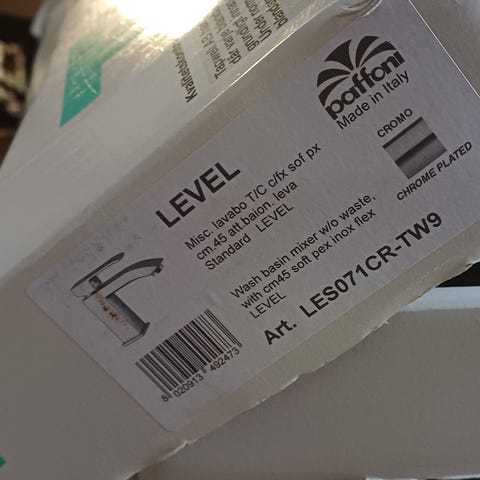 Kvalitetsblandare
paffoni
Made in Italy
CROMO
CHROME PLATED
LEVEL
Misc. lavabo T/C c/fx sof px
cm.45 att.baion. leva
Standard LEVEL
Wash basin mixer w/o waste,
with cm45 soft pex inox flex
LEVEL
Art. LES071CR-TW9
8 020913 492473